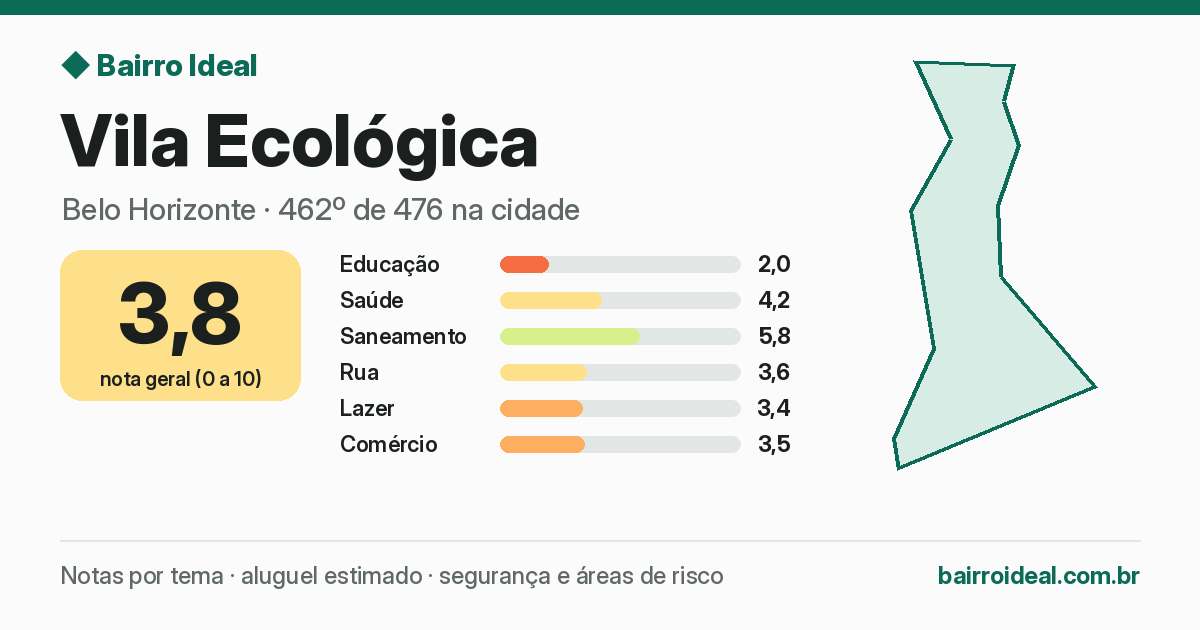 Bairro Ideal
Vila Ecológica
Belo Horizonte · 462º de 476 na cidade
3,8
nota geral (0 a 10)
Educação 2,0
Saúde 4,2
Saneamento 5,8
Rua 3,6
Lazer 3,4
Comércio 3,5
Notas por tema · aluguel estimado · segurança e áreas de risco
bairroideal.com.br